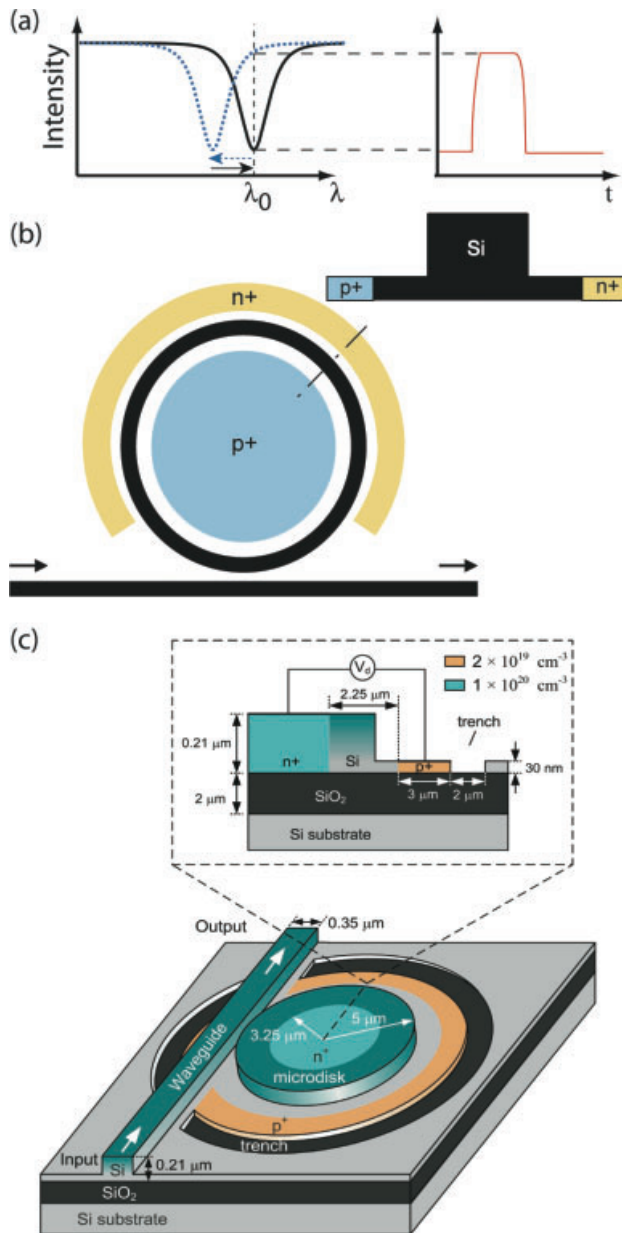 (a)
Intensity
λ0
λ
t
(b)
Si
p+
n+
n+
p+
(c)
Vd
2 × 10^19 cm-3
1 × 10^20 cm-3
2.25 μm
trench
0.21 μm
n+
Si
p+
30 nm
2 μm
SiO2
3 μm
2 μm
Si substrate
Output
0.35 μm
Waveguide
3.25 μm
5 μm
n+
microdisk
p+
trench
Input
Si
0.21 μm
SiO2
Si substrate